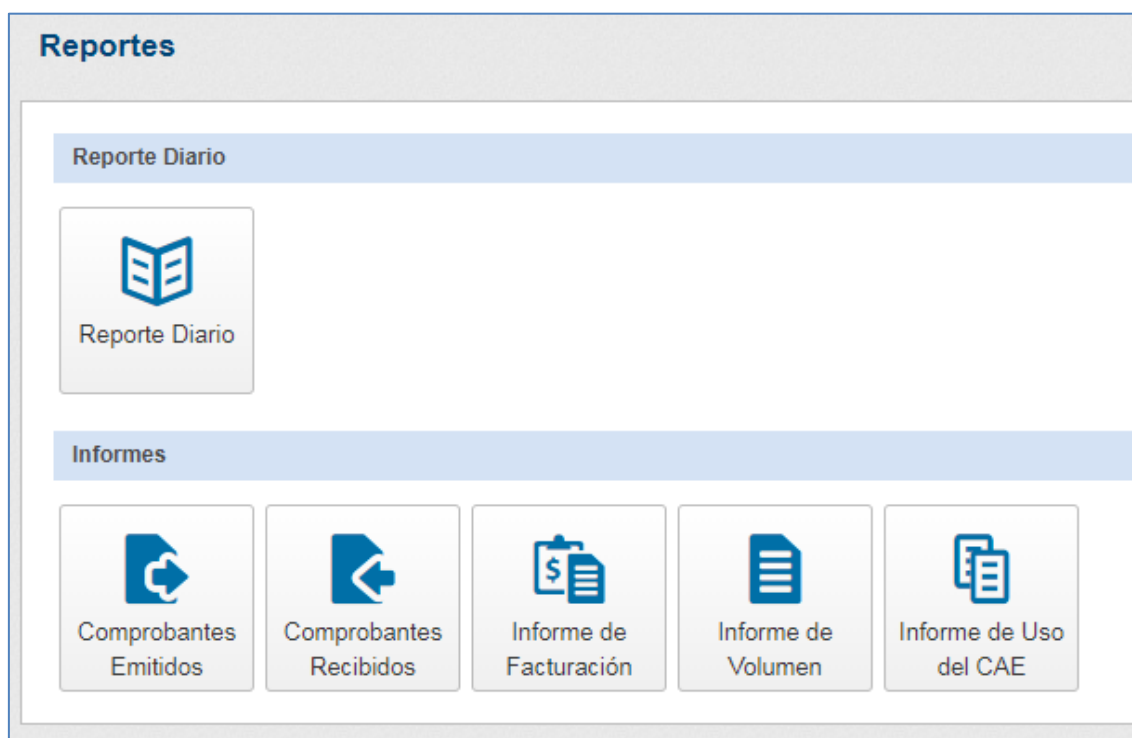 Reportes
Reporte Diario
Reporte Diario
Informes
Comprobantes
Emitidos
Comprobantes
Recibidos
$
Informe de
Facturación
Informe de
Volumen
Informe de Uso
del CAE